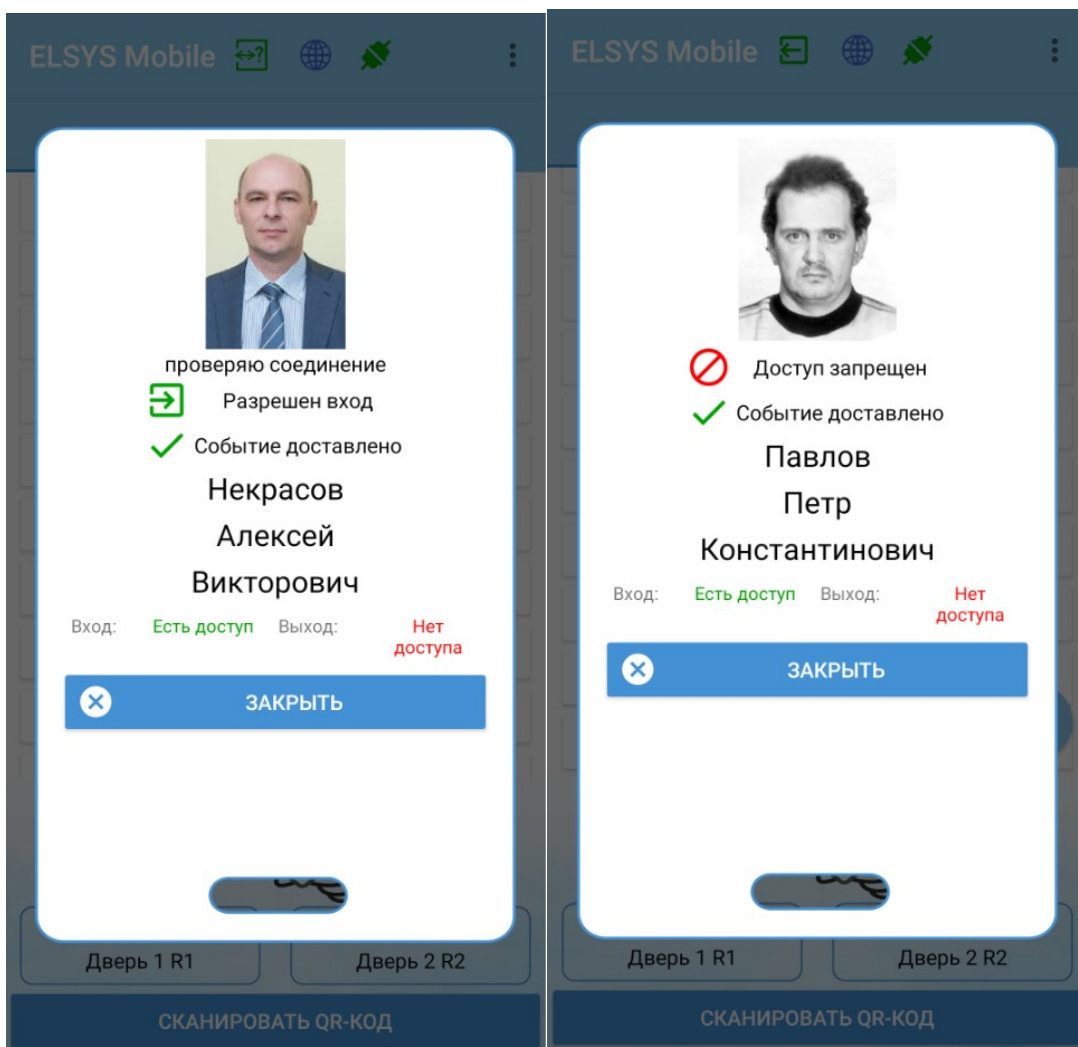 ELSYS Mobile
проверяю соединение
Разрешен вход
Событие доставлено
Некрасов
Алексей
Викторович
Вход: Есть доступ Выход: Нет
доступа
ЗАКРЫТЬ
Дверь 1 R1 Дверь 2 R2
СКАНИРОВАТЬ QR-КОД
ELSYS Mobile
Доступ запрещен
Событие доставлено
Павлов
Петр
Константинович
Вход: Есть доступ Выход: Нет
доступа
ЗАКРЫТЬ
Дверь 1 R1 Дверь 2 R2
СКАНИРОВАТЬ QR-КОД